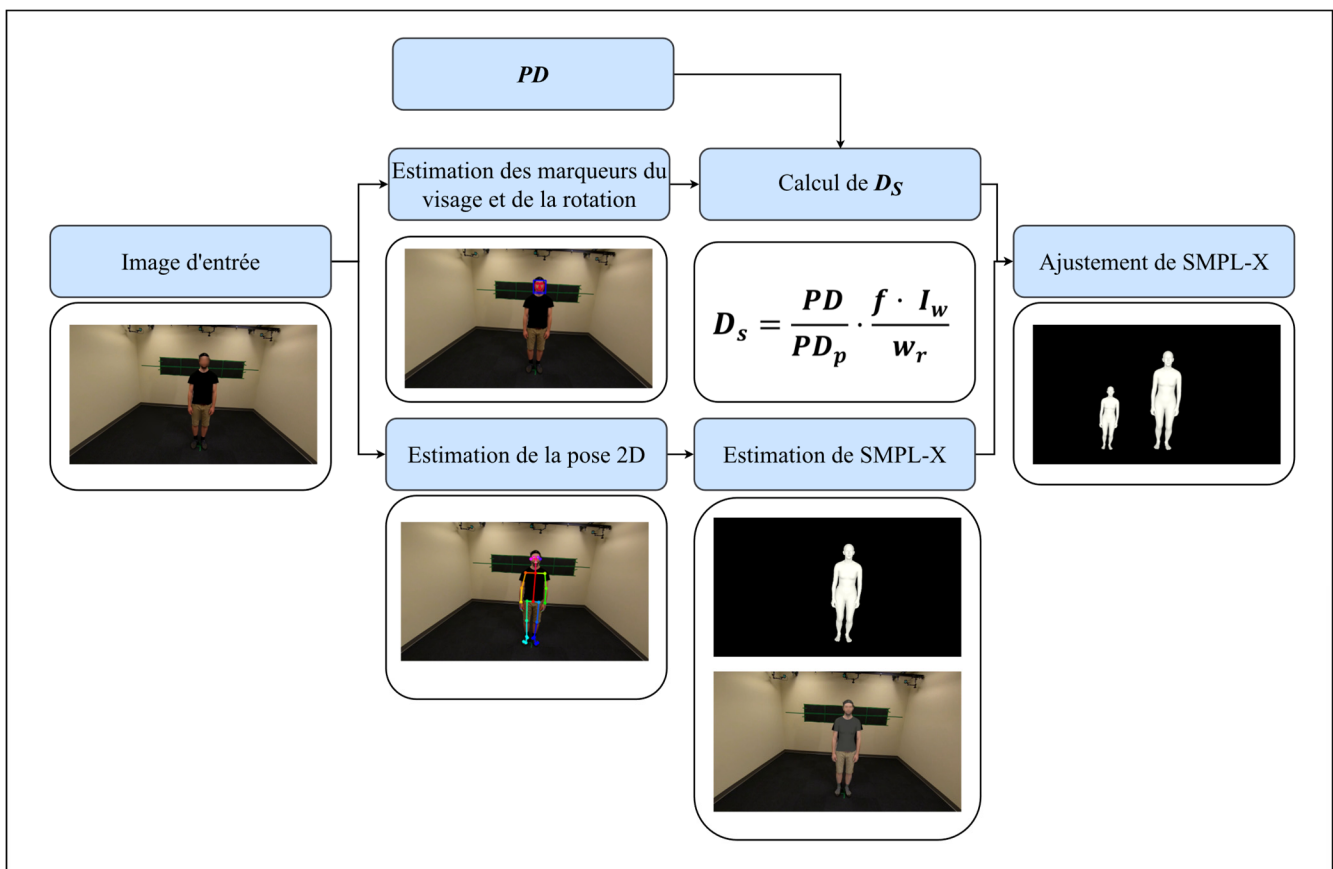 PD
Estimation des marqueurs du
visage et de la rotation
Calcul de D_S
Image d'entrée
Ajustement de SMPL-X
D_s = PD / PD_p · f · I_w / w_r
Estimation de la pose 2D
Estimation de SMPL-X